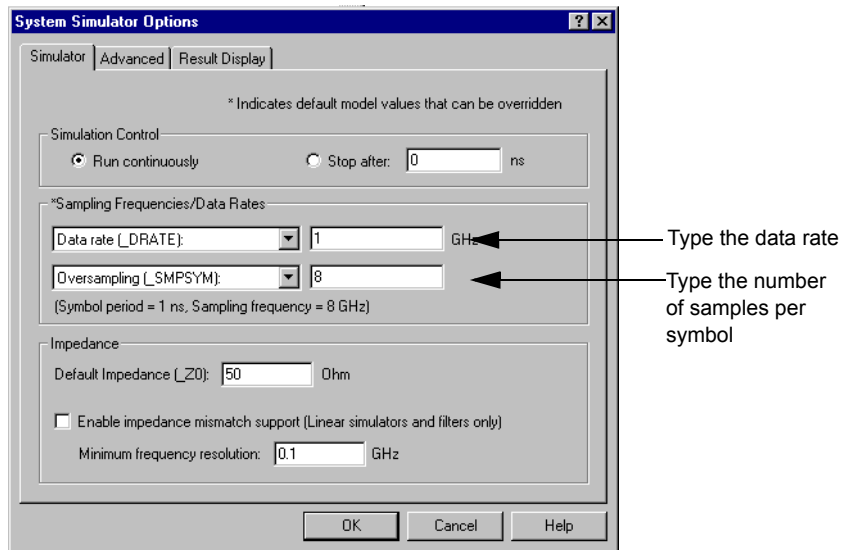 System Simulator Options
Simulator Advanced Result Display
* Indicates default model values that can be overridden
Simulation Control
Run continuously Stop after: 0 ns
*Sampling Frequencies/Data Rates
Data rate (_DRATE): 1 GHz
Type the data rate
Oversampling (_SMPSYM): 8
Type the number
of samples per
symbol
(Symbol period = 1 ns, Sampling frequency = 8 GHz)
Impedance
Default Impedance (_Z0): 50 Ohm
Enable impedance mismatch support (Linear simulators and filters only)
Minimum frequency resolution: 0.1 GHz
OK Cancel Help